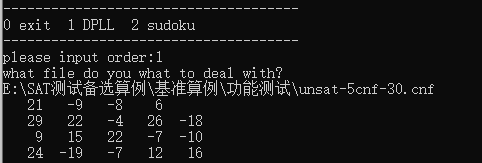 ------------------------------------
0 exit  1 DPLL  2 sudoku
------------------------------------
please input order:1
what file do you what to deal with?
E:\SAT测试备选算例\基准算例\功能测试\unsat-5cnf-30.cnf
21 -9 -8 6
29 22 -4 26 -18
9 15 22 -7 -10
24 -19 -7 12 16